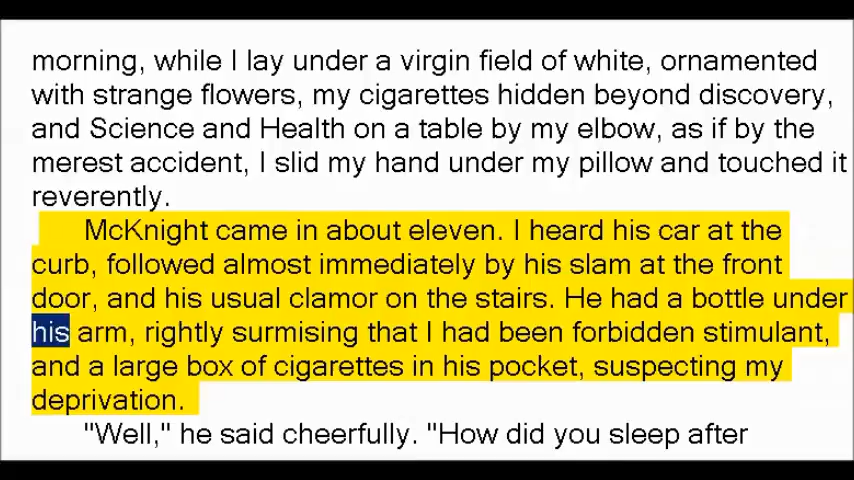 morning, while I lay under a virgin field of white, ornamented
with strange flowers, my cigarettes hidden beyond discovery,
and Science and Health on a table by my elbow, as if by the
merest accident, I slid my hand under my pillow and touched it
reverently.
McKnight came in about eleven. I heard his car at the
curb, followed almost immediately by his slam at the front
door, and his usual clamor on the stairs. He had a bottle under
his arm, rightly surmising that I had been forbidden stimulant,
and a large box of cigarettes in his pocket, suspecting my
deprivation.
"Well," he said cheerfully. "How did you sleep after